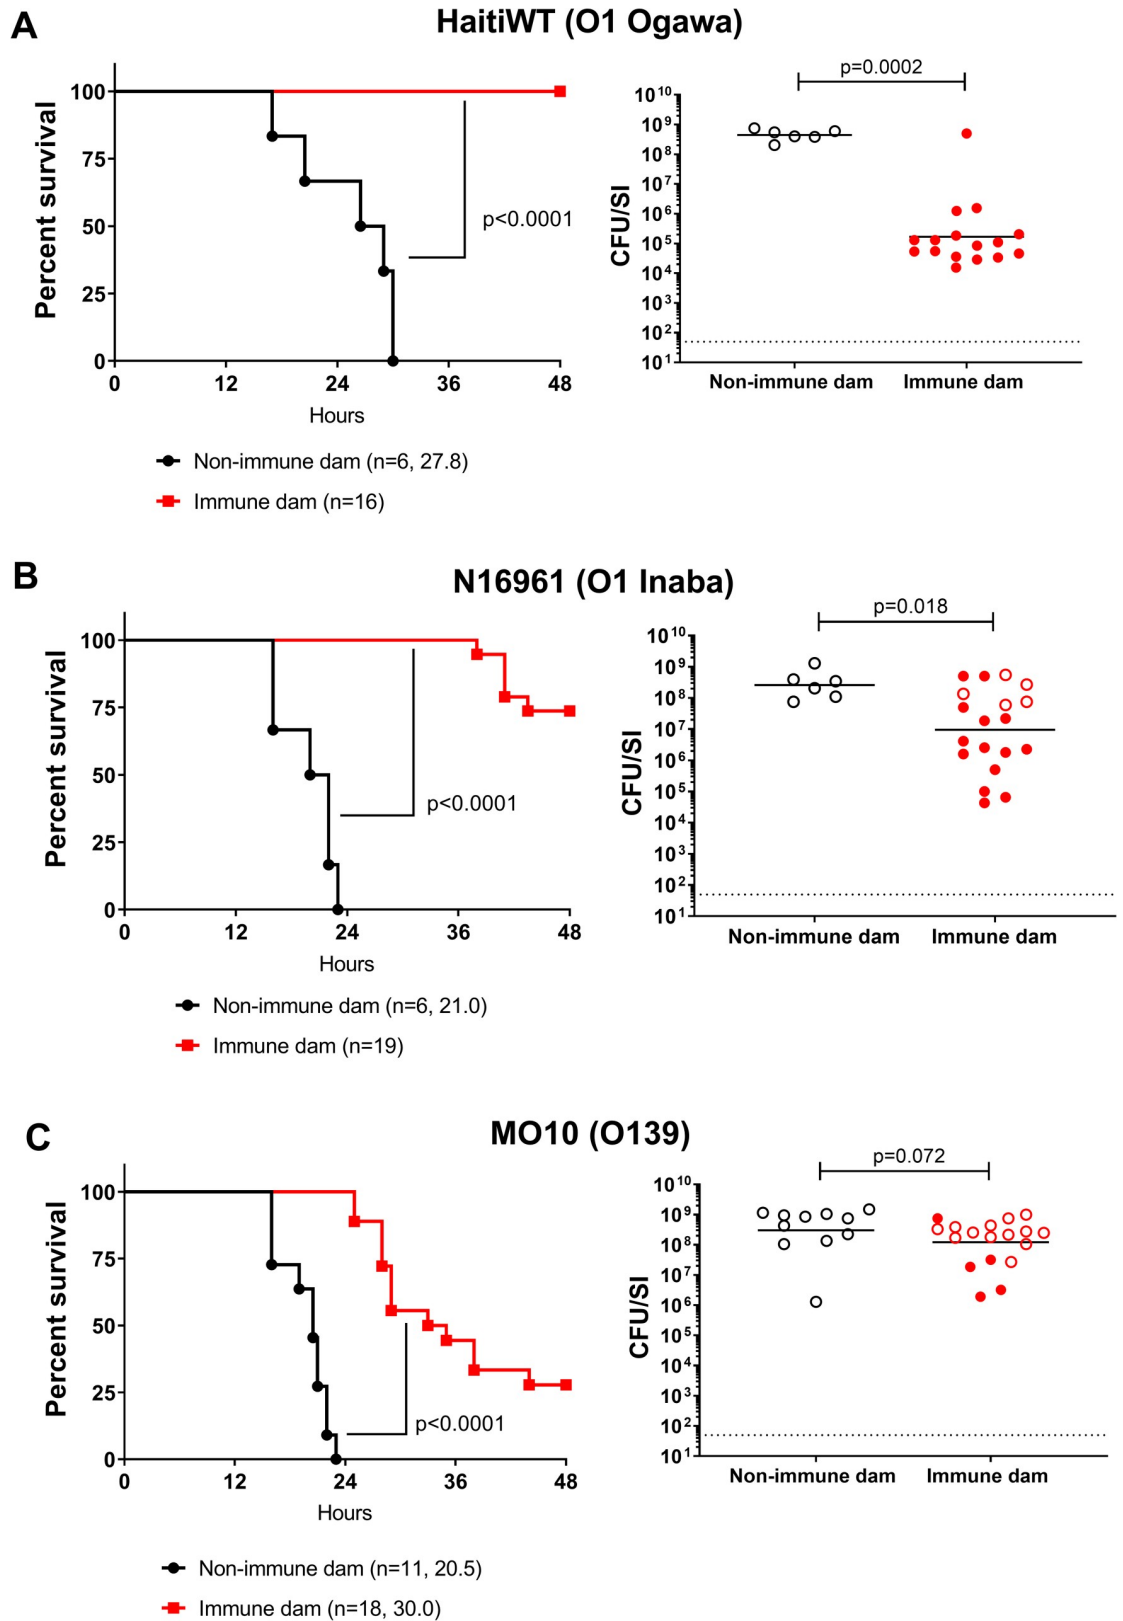 A
HaitiWT (O1 Ogawa)
Percent survival
100
75
50
25
0
p<0.0001
0 12 24 36 48
Hours
Non-immune dam (n=6, 27.8)
Immune dam (n=16)
p=0.0002
CFU/SI
10^10
10^9
10^8
10^7
10^6
10^5
10^4
10^3
10^2
10^1
Non-immune dam Immune dam
B
N16961 (O1 Inaba)
Percent survival
100
75
50
25
0
p<0.0001
0 12 24 36 48
Hours
Non-immune dam (n=6, 21.0)
Immune dam (n=19)
p=0.018
CFU/SI
10^10
10^9
10^8
10^7
10^6
10^5
10^4
10^3
10^2
10^1
Non-immune dam Immune dam
C
MO10 (O139)
Percent survival
100
75
50
25
0
p<0.0001
0 12 24 36 48
Hours
Non-immune dam (n=11, 20.5)
Immune dam (n=18, 30.0)
p=0.072
CFU/SI
10^10
10^9
10^8
10^7
10^6
10^5
10^4
10^3
10^2
10^1
Non-immune dam Immune dam